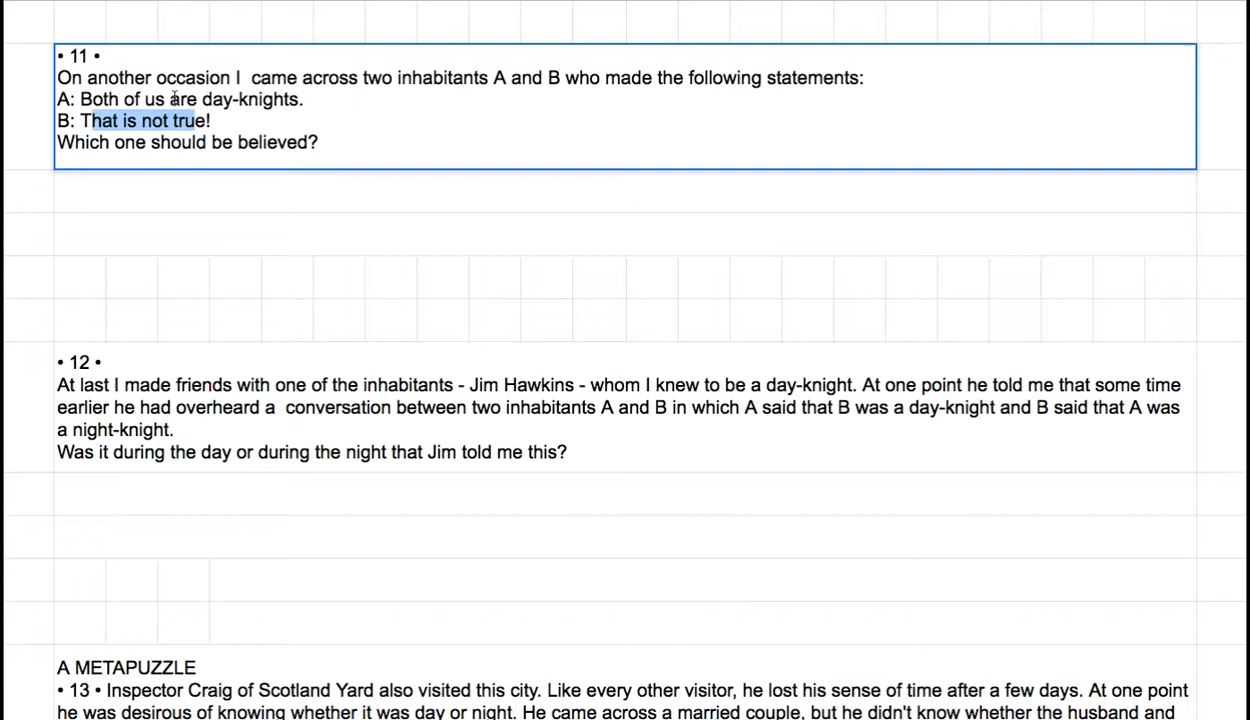 • 11 •
On another occasion I  came across two inhabitants A and B who made the following statements:
A: Both of us are day-knights.
B: That is not true!
Which one should be believed?
• 12 •
At last I made friends with one of the inhabitants - Jim Hawkins - whom I knew to be a day-knight. At one point he told me that some time
earlier he had overheard a  conversation between two inhabitants A and B in which A said that B was a day-knight and B said that A was
a night-knight.
Was it during the day or during the night that Jim told me this?
A METAPUZZLE
• 13 • Inspector Craig of Scotland Yard also visited this city. Like every other visitor, he lost his sense of time after a few days. At one point
he was desirous of knowing whether it was day or night. He came across a married couple, but he didn't know whether the husband and